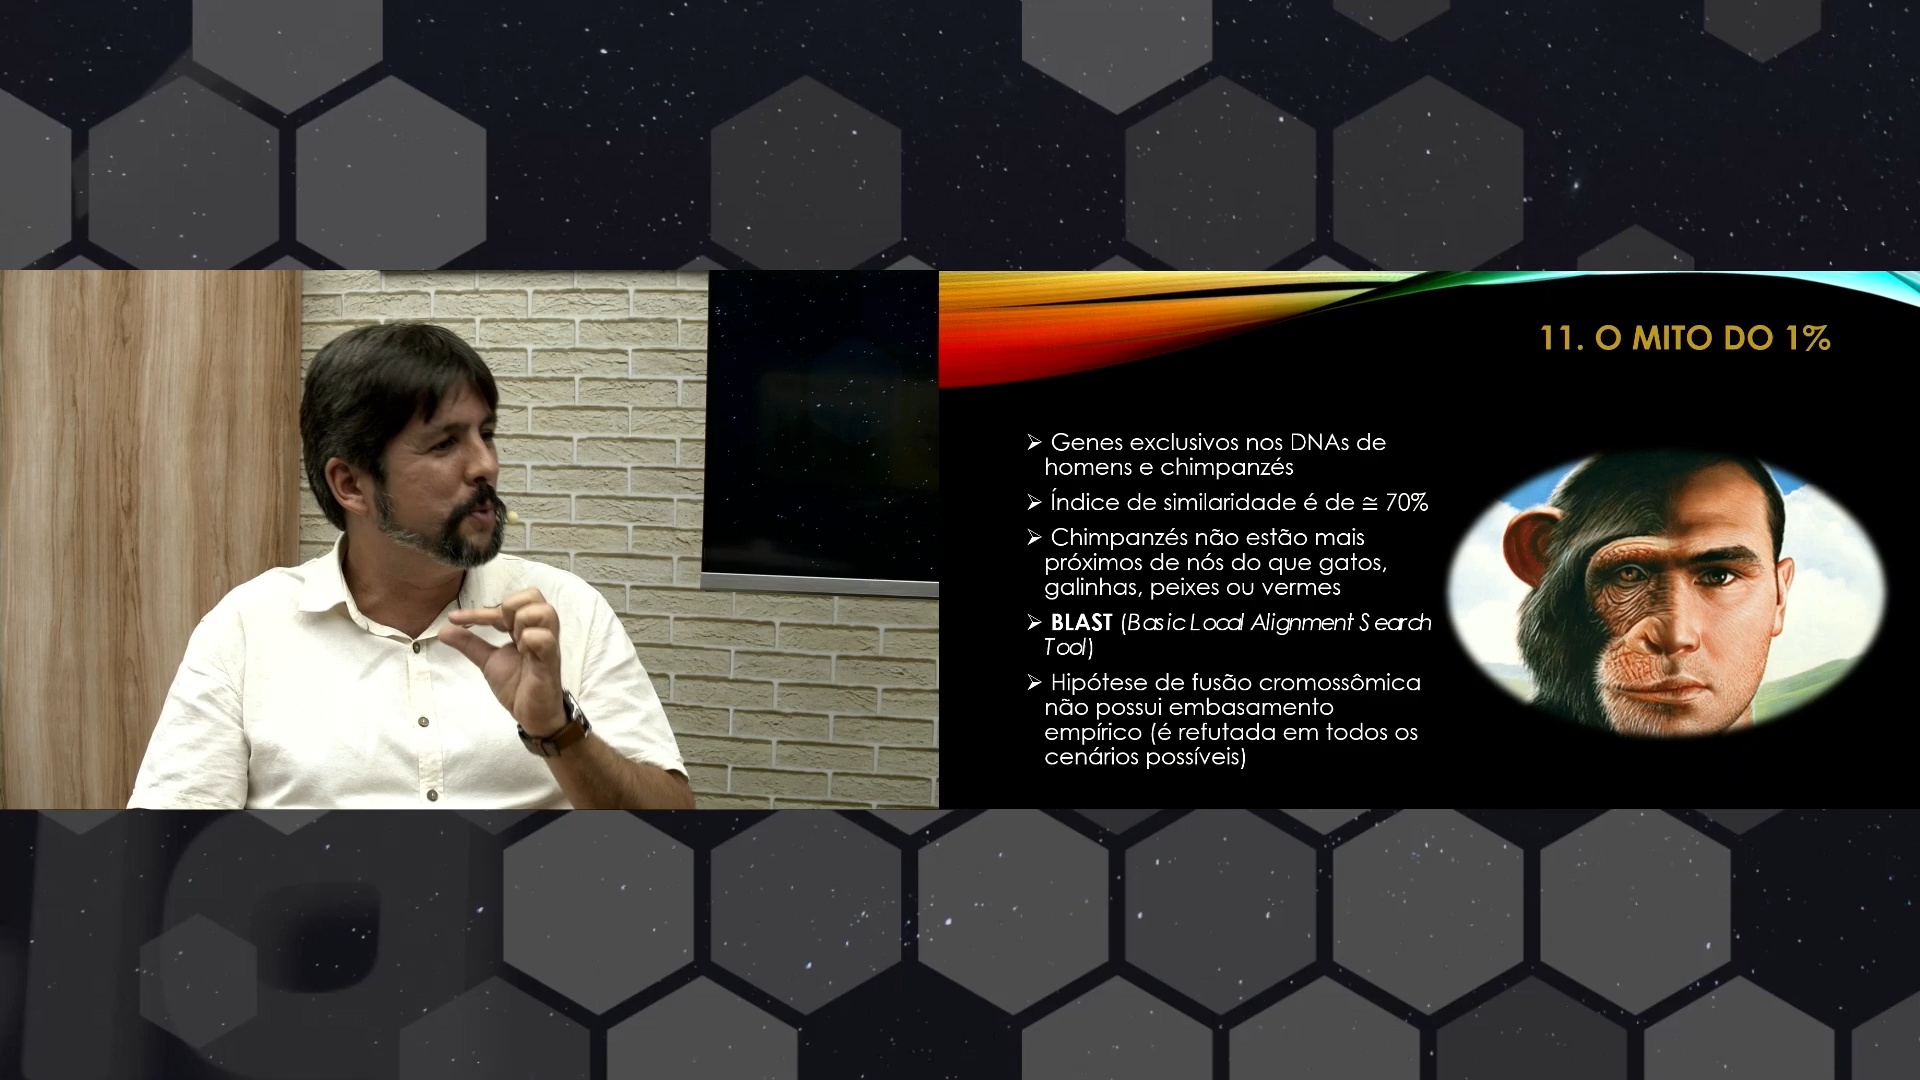 11. O MITO DO 1%
➢ Genes exclusivos nos DNAs de
homens e chimpanzés
➢ Índice de similaridade é de ≅ 70%
➢ Chimpanzés não estão mais
próximos de nós do que gatos,
galinhas, peixes ou vermes
➢ BLAST (Basic Local Alignment Search
Tool)
➢ Hipótese de fusão cromossômica
não possui embasamento
empírico (é refutada em todos os
cenários possíveis)